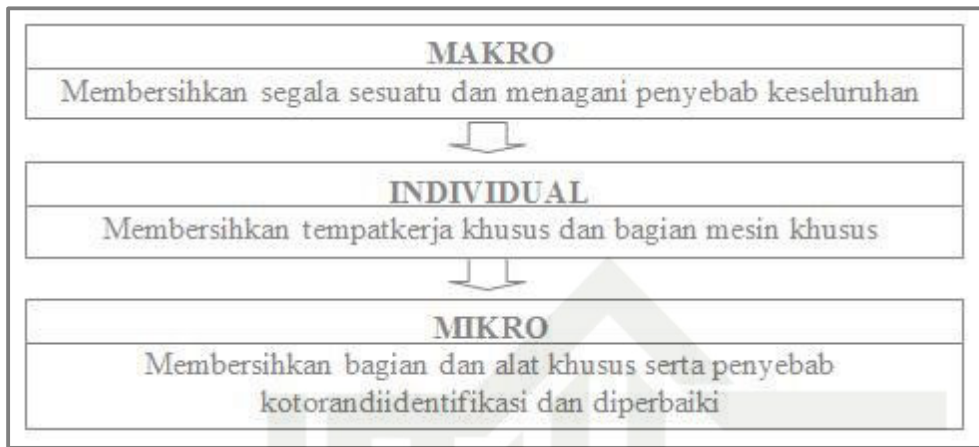 MAKRO
Membersihkan segala sesuatu dan menagani penyebab keseluruhan
INDIVIDUAL
Membersihkan tempatkerja khusus dan bagian mesin khusus
MIKRO
Membersihkan bagian dan alat khusus serta penyebab
kotorandiidentifikasi dan diperbaiki